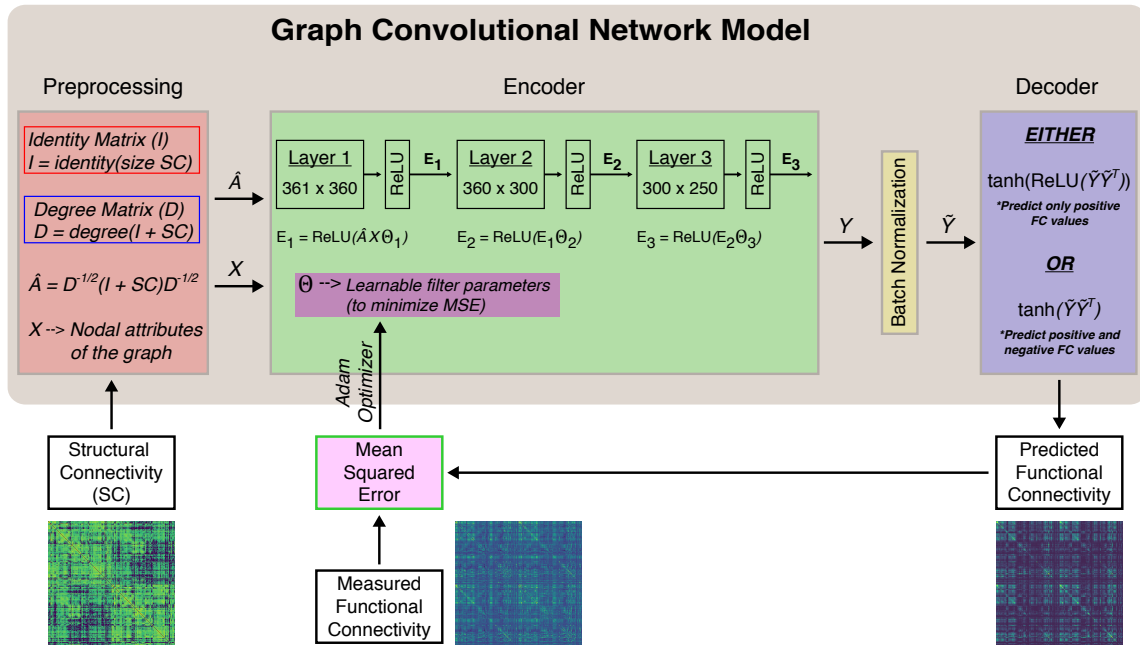 Graph Convolutional Network Model
Preprocessing
Identity Matrix (I)
I = identity(size SC)
Degree Matrix (D)
D = degree(I + SC)
Â = D⁻¹/²(I + SC)D⁻¹/²
X --> Nodal attributes
of the graph
Â
X
Encoder
Layer 1
361 x 360
ReLU
E₁
Layer 2
360 x 300
ReLU
E₂
Layer 3
300 x 250
ReLU
E₃
E₁ = ReLU(ÂXΘ₁)
E₂ = ReLU(E₁Θ₂)
E₃ = ReLU(E₂Θ₃)
Θ --> Learnable filter parameters
(to minimize MSE)
Y
Batch Normalization
Ỹ
Decoder
EITHER
tanh(ReLU(ỸỸᵀ))
*Predict only positive
FC values
OR
tanh(ỸỸᵀ)
*Predict positive and
negative FC values
Adam
Optimizer
Structural
Connectivity
(SC)
Mean
Squared
Error
Predicted
Functional
Connectivity
Measured
Functional
Connectivity